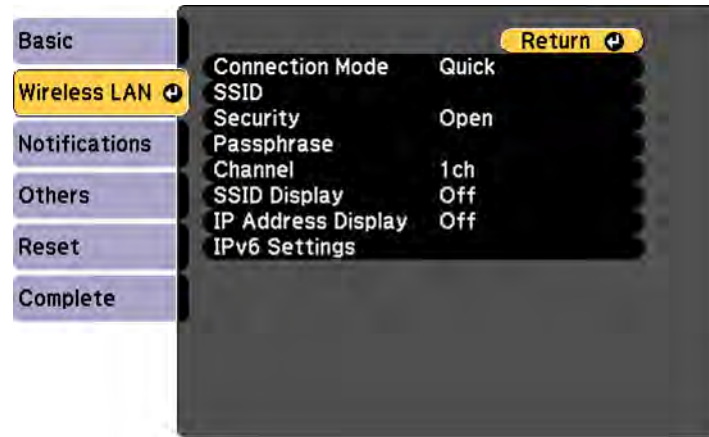 Basic
Wireless LAN
Notifications
Others
Reset
Complete
Return
Connection Mode Quick
SSID
Security Open
Passphrase
Channel 1ch
SSID Display Off
IP Address Display Off
IPv6 Settings